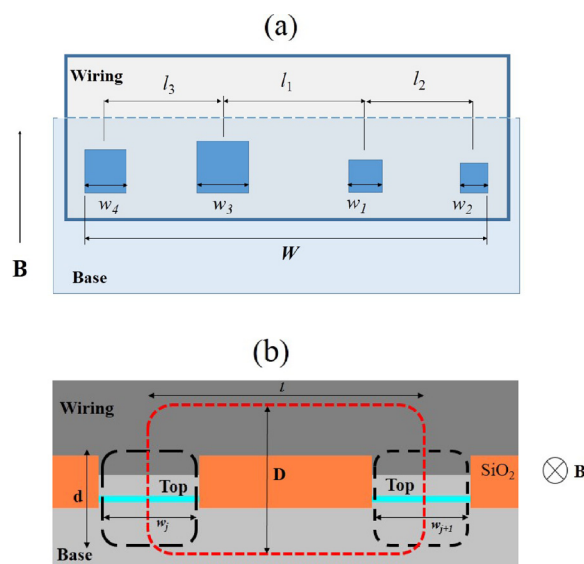 (a)
Wiring
l₃ l₁ l₂
w₄ w₃ w₁ w₂
W
B
Base
(b)
l
Wiring
SiO₂
B
d Top D Top
wⱼ wⱼ₊₁
Base